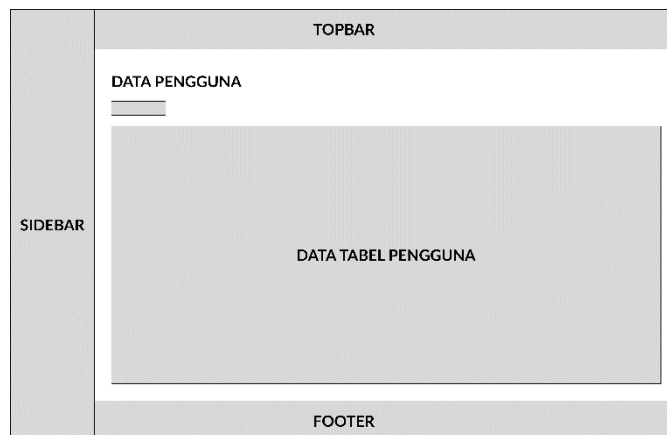 TOPBAR
DATA PENGGUNA
SIDEBAR
DATA TABEL PENGGUNA
FOOTER